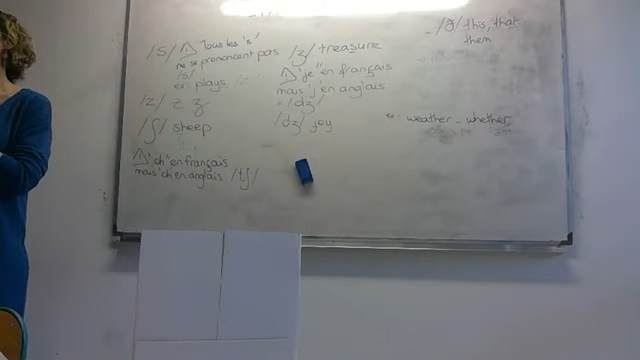 /s/ ⚠ Tous les 's'
ne se prononcent pas
/s/
ex plays
/z/ z ʒ
/ʃ/ sheep
⚠ 'ch' en français
mais 'ch' en anglais /tʃ/
/ʒ/ treasure
⚠ 'je' en français
mais 'j' en anglais
/dʒ/
/dʒ/ joy
- /ð/ this, that
them
weather - whether